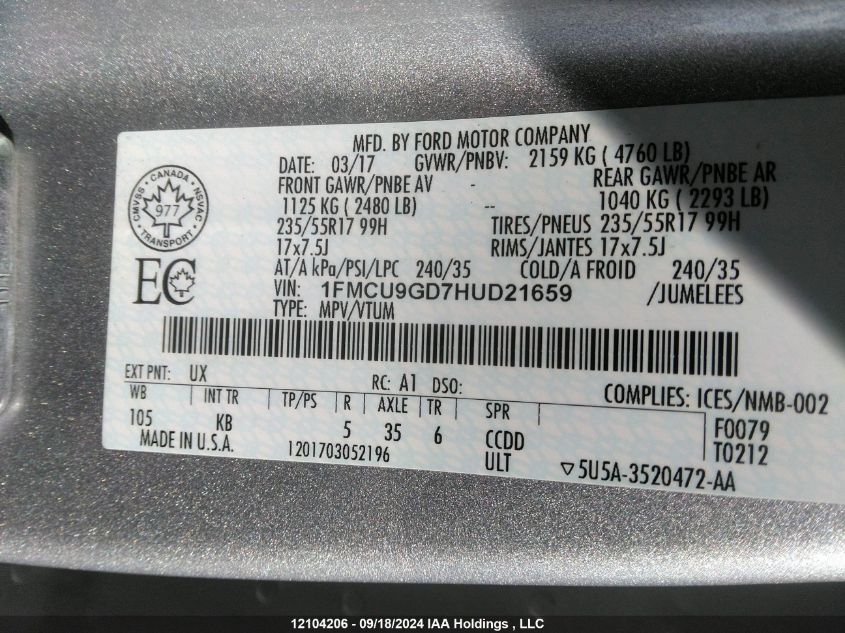 MFD. BY FORD MOTOR COMPANY
DATE: 03/17 GVWR/PNBV: 2159 KG ( 4760 LB)
FRONT GAWR/PNBE AV - REAR GAWR/PNBE AR
1125 KG ( 2480 LB) -- 1040 KG ( 2293 LB)
235/55R17 99H TIRES/PNEUS 235/55R17 99H
17x7.5J RIMS/JANTES 17x7.5J
AT/A kPa/PSI/LPC 240/35 COLD/A FROID 240/35
VIN: 1FMCU9GD7HUD21659 /JUMELEES
TYPE: MPV/VTUM
CANADA
CMVSS NSVAC
977
TRANSPORT
EC
EXT PNT: UX RC: A1 DSO: COMPLIES: ICES/NMB-002
WB INT TR TP/PS R AXLE TR SPR F0079
105 KB 5 35 6 CCDD T0212
MADE IN U.S.A. 1201703052196 ULT ▽5U5A-3520472-AA
12104206 - 09/18/2024 IAA Holdings , LLC